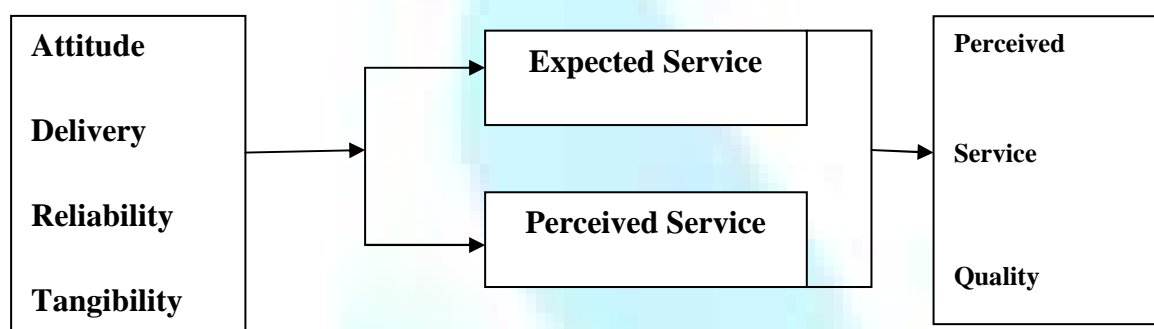 Attitude
Delivery
Reliability
Tangibility
Expected Service
Perceived Service
Perceived
Service
Quality